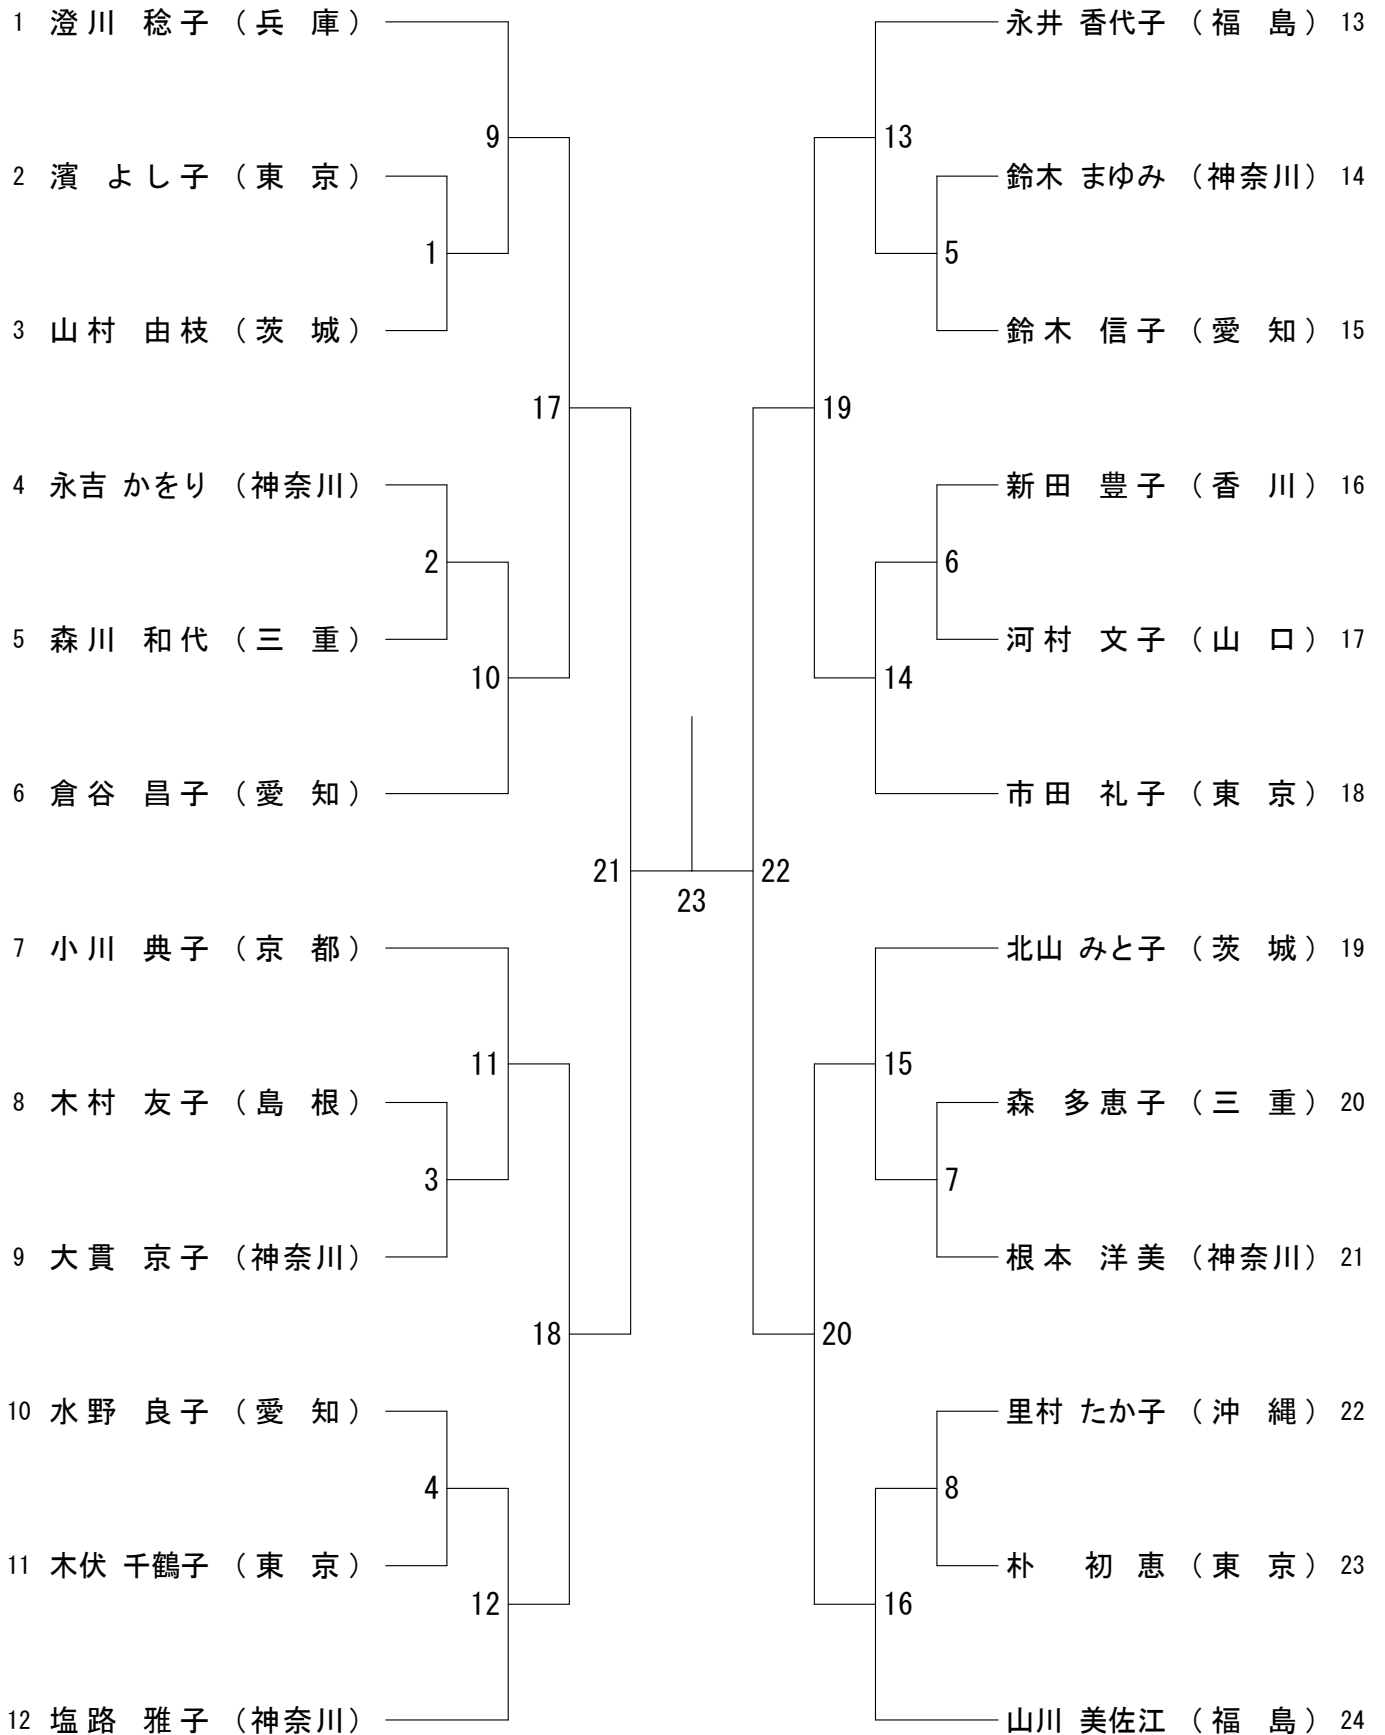 1 澄川 稔子 (兵 庫)
永井 香代子 (福 島) 13
9
13
2 濱 よし子 (東 京)
鈴木 まゆみ (神奈川) 14
1
5
3 山村 由枝 (茨 城)
鈴木 信子 (愛 知) 15
17
19
4 永吉 かをり (神奈川)
新田 豊子 (香 川) 16
2
6
5 森川 和代 (三 重)
河村 文子 (山 口) 17
10
14
6 倉谷 昌子 (愛 知)
市田 礼子 (東 京) 18
21
22
23
7 小川 典子 (京 都)
北山 みと子 (茨 城) 19
11
15
8 木村 友子 (島 根)
森 多恵子 (三 重) 20
3
7
9 大貫 京子 (神奈川)
根本 洋美 (神奈川) 21
18
20
10 水野 良子 (愛 知)
里村 たか子 (沖 縄) 22
4
8
11 木伏 千鶴子 (東 京)
朴 初恵 (東 京) 23
12
16
12 塩路 雅子 (神奈川)
山川 美佐江 (福 島) 24